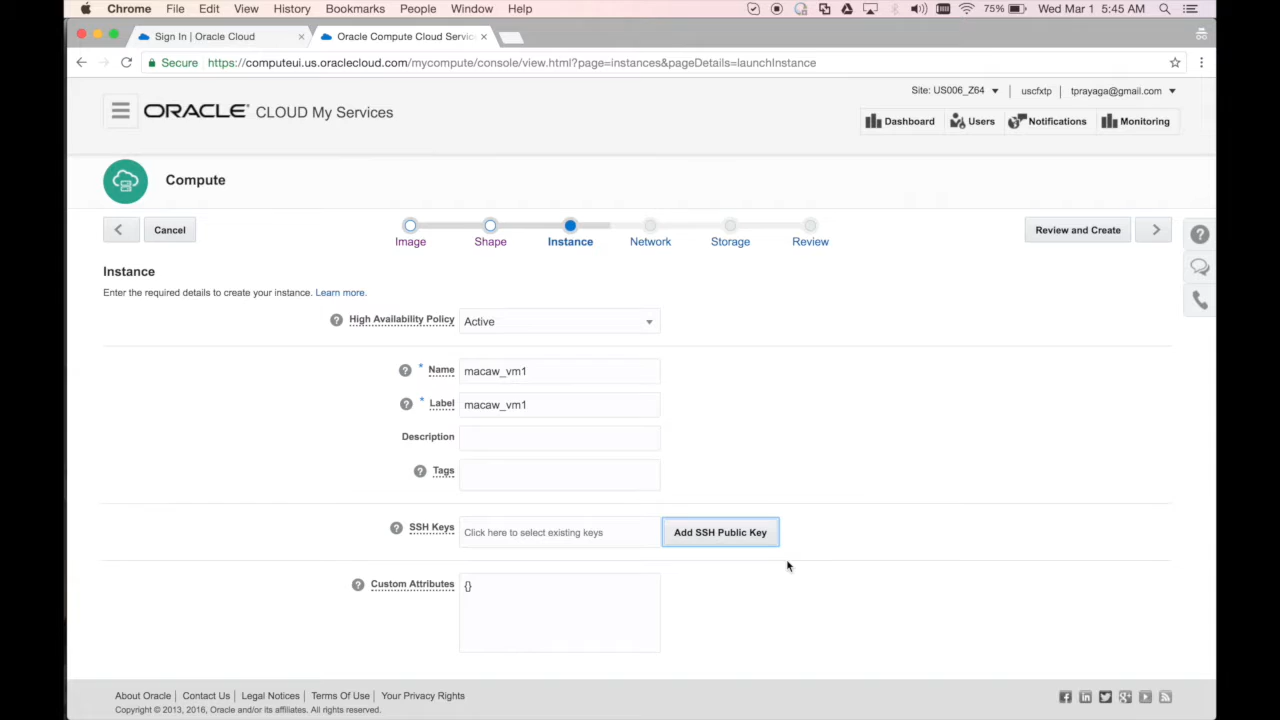 Chrome File Edit View History Bookmarks People Window Help 75% Wed Mar 1 5:45 AM
Sign In | Oracle Cloud × Oracle Compute Cloud Servic ×
Secure https://computeui.us.oraclecloud.com/mycompute/console/view.html?page=instances&pageDetails=launchInstance
Site: US006_Z64 uscfxtp tprayaga@gmail.com
ORACLE CLOUD My Services
Dashboard Users Notifications Monitoring
Compute
Cancel
Review and Create
Image Shape Instance Network Storage Review
Instance
Enter the required details to create your instance. Learn more.
? High Availability Policy Active
? * Name macaw_vm1
? * Label macaw_vm1
Description
? Tags
? SSH Keys Click here to select existing keys Add SSH Public Key
? Custom Attributes {}
About Oracle | Contact Us | Legal Notices | Terms Of Use | Your Privacy Rights
Copyright © 2013, 2016, Oracle and/or its affiliates. All rights reserved.